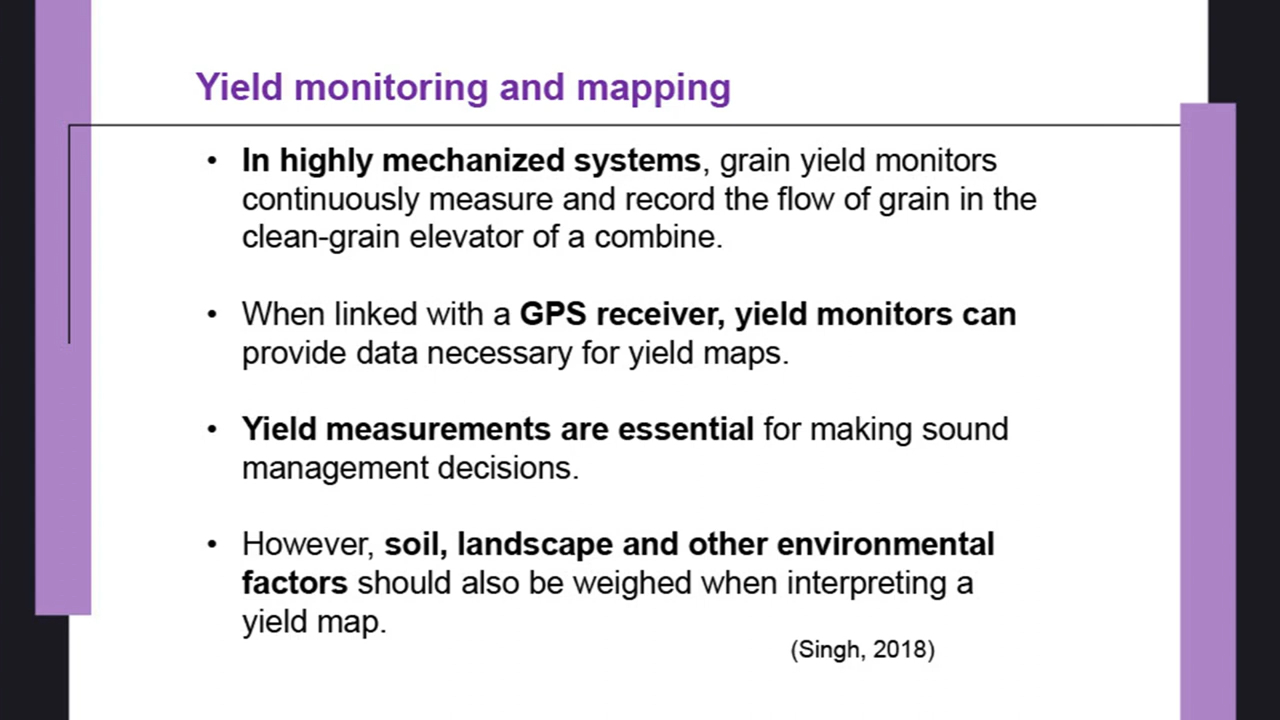 Yield monitoring and mapping
• In highly mechanized systems, grain yield monitors
continuously measure and record the flow of grain in the
clean-grain elevator of a combine.
• When linked with a GPS receiver, yield monitors can
provide data necessary for yield maps.
• Yield measurements are essential for making sound
management decisions.
• However, soil, landscape and other environmental
factors should also be weighed when interpreting a
yield map.
(Singh, 2018)